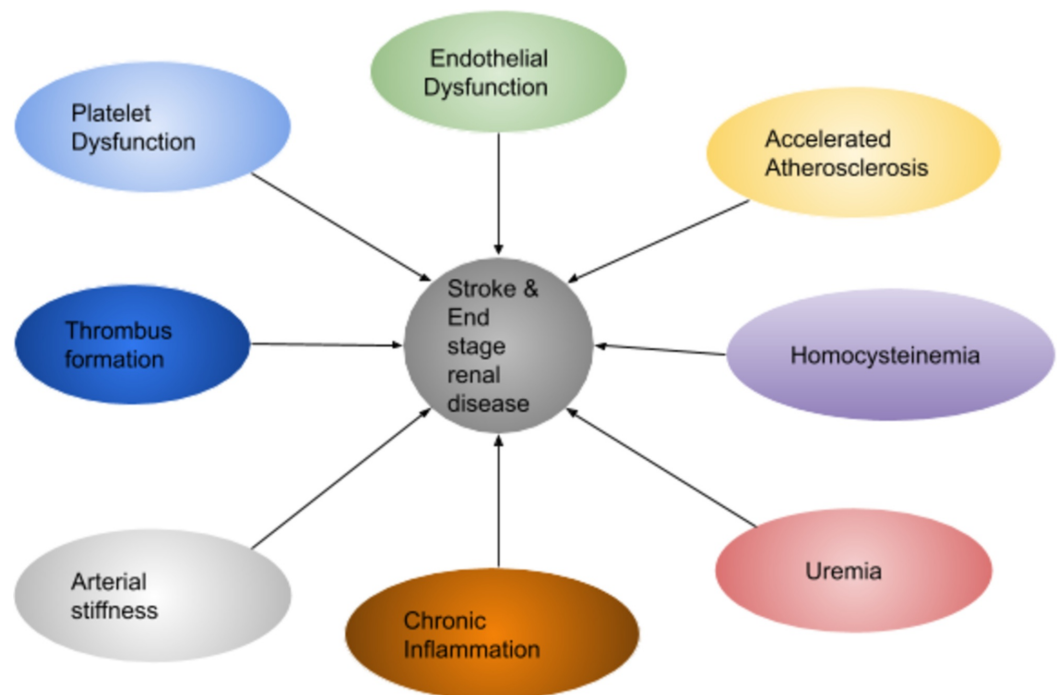 Endothelial
Dysfunction
Platelet
Dysfunction
Accelerated
Atherosclerosis
Stroke &
End
stage
renal
disease
Thrombus
formation
Homocysteinemia
Arterial
stiffness
Chronic
Inflammation
Uremia